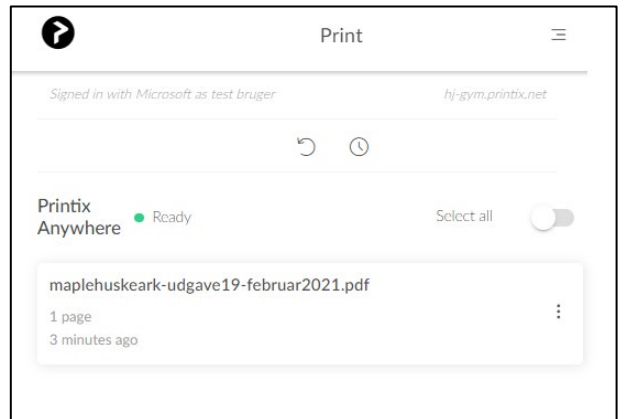 Print
Signed in with Microsoft as test bruger
hj-gym.printix.net
Printix
Anywhere
Ready
Select all
maplehuskeark-udgave19-februar2021.pdf
1 page
3 minutes ago